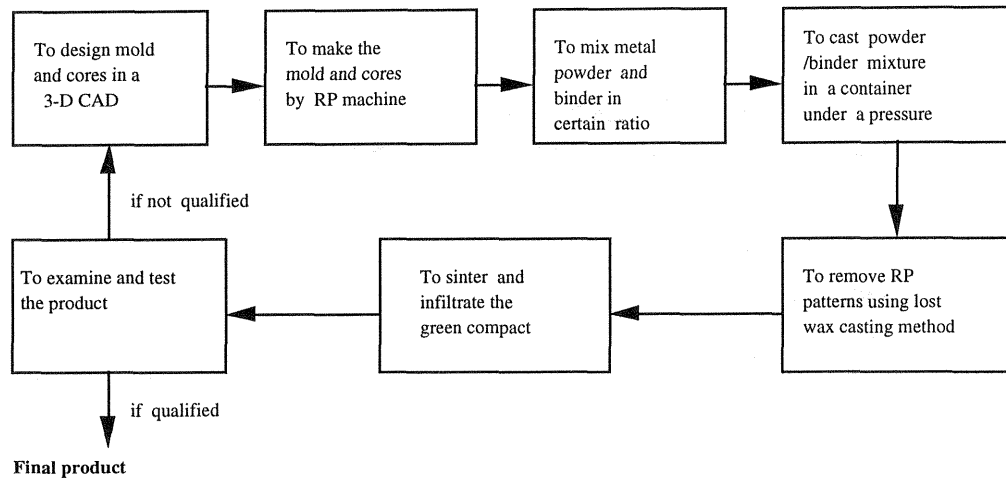 To design mold
and cores in a
3-D CAD
To make the
mold and cores
by RP machine
To mix metal
powder and
binder in
certain ratio
To cast powder
/binder mixture
in a container
under a pressure
if not qualified
To examine and test
the product
To sinter and
infiltrate the
green compact
To remove RP
patterns using lost
wax casting method
if qualified
Final product